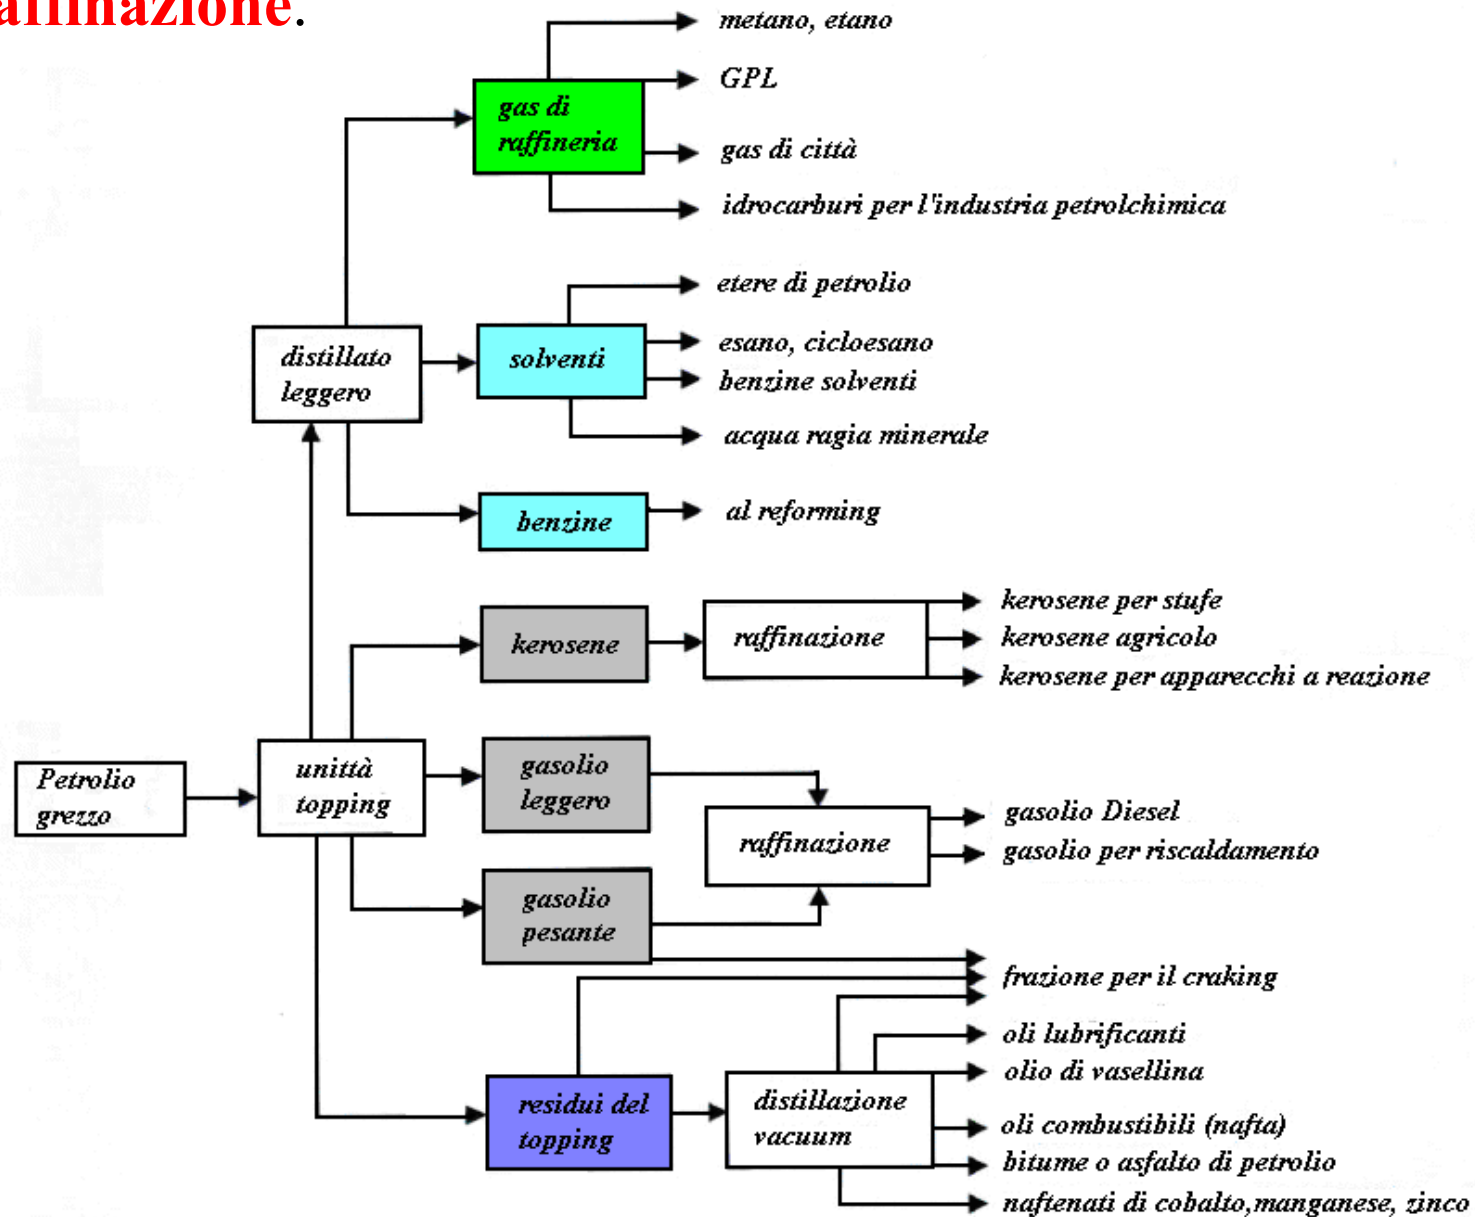 affinazione.
metano, etano
GPL
gas di
raffineria
gas di città
idrocarburi per l'industria petrolchimica
etere di petrolio
distillato
leggero
solventi
esano, cicloesano
benzine solventi
acqua ragia minerale
benzine
al reforming
kerosene
raffinazione
kerosene per stufe
kerosene agricolo
kerosene per apparecchi a reazione
Petrolio
grezzo
unittà
topping
gasolio
leggero
raffinazione
gasolio Diesel
gasolio per riscaldamento
gasolio
pesante
frazione per il craking
oli lubrificanti
olio di vasellina
residui del
topping
distillazione
vacuum
oli combustibili (nafta)
bitume o asfalto di petrolio
naftenati di cobalto,manganese, zinco